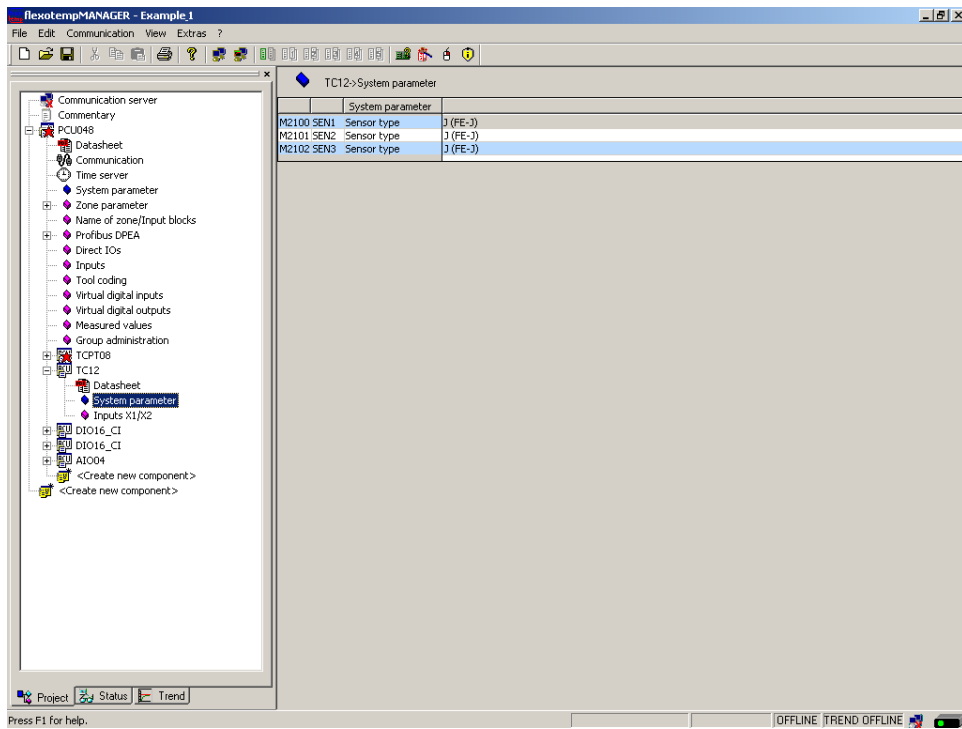 flexotempMANAGER - Example_1
File Edit Communication View Extras ?
TC12->System parameter
System parameter
M2100 SEN1 Sensor type J (FE-J)
M2101 SEN2 Sensor type J (FE-J)
M2102 SEN3 Sensor type J (FE-J)
Communication server
Commentary
PCU048
Datasheet
Communication
Time server
System parameter
Zone parameter
Name of zone/Input blocks
Profibus DPEA
Direct IOs
Inputs
Tool coding
Virtual digital inputs
Virtual digital outputs
Measured values
Group administration
TCPT08
TC12
Datasheet
System parameter
Inputs X1/X2
DIO16_CI
DIO16_CI
AIO04
<Create new component>
<Create new component>
Project Status Trend
Press F1 for help. OFFLINE TREND OFFLINE